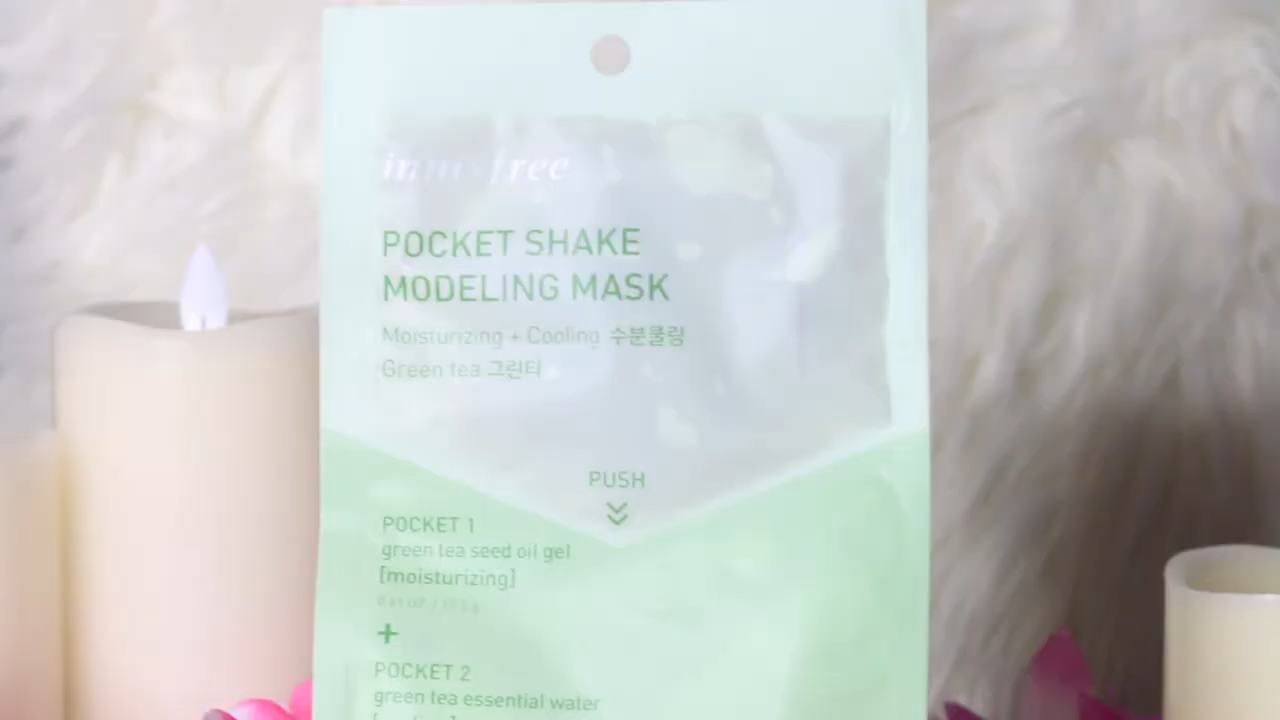 innisfree
POCKET SHAKE
MODELING MASK
Moisturizing + Cooling 수분쿨링
Green tea 그린티
PUSH
POCKET 1
green tea seed oil gel
[moisturizing]
+
POCKET 2
green tea essential water